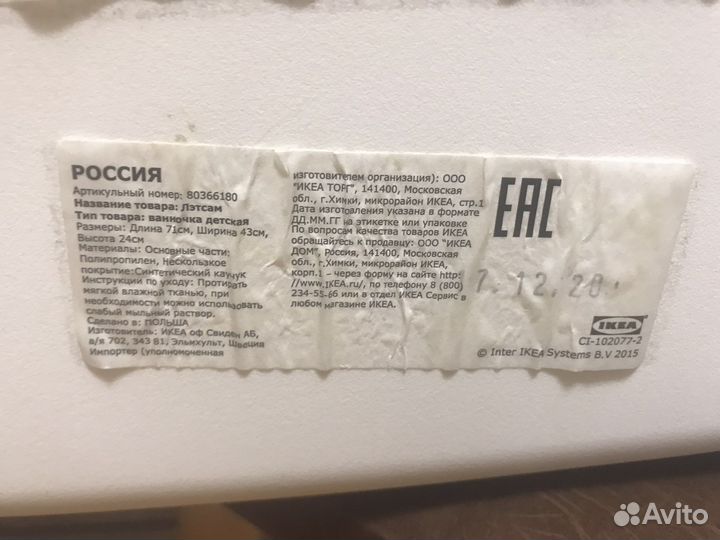 РОССИЯ
Артикульный номер: 80366180
Название товара: Лэтсам
Тип товара: ванночка детская
Размеры: Длина 71см, Ширина 43см,
Высота 24см
Материалы: Основные части:
Полипропилен, Нескользкое
покрытие:Синтетический каучук
Инструкции по уходу: Протирать
мягкой влажной тканью, при
необходимости можно использовать
слабый мыльный раствор.
Сделано в: ПОЛЬША
Изготовитель: ИКЕА оф Свиден АБ,
а/я 702, 343 81, Эльмхульт, Швеция
Импортер (уполномоченная
изготовителем организация): ООО
"ИКЕА ТОРГ", 141400, Московская
обл., г.Химки, микрорайон ИКЕА, стр.1
Дата изготовления указана в формате
ДД.ММ.ГГ на этикетке или упаковке
По вопросам качества товаров ИКЕА
обращайтесь к продавцу: ООО "ИКЕА
ДОМ", Россия, 141400, Московская
обл., г.Химки, микрорайон ИКЕА,
корп.1 – через форму на сайте http:
//www.IKEA.ru/, по телефону 8 (800)
234-55-66 или в отдел ИКЕА Сервис в
любом магазине ИКЕА.
EAC
7.12.20
IKEA
CI-102077-2
© Inter IKEA Systems B.V 2015
Avito